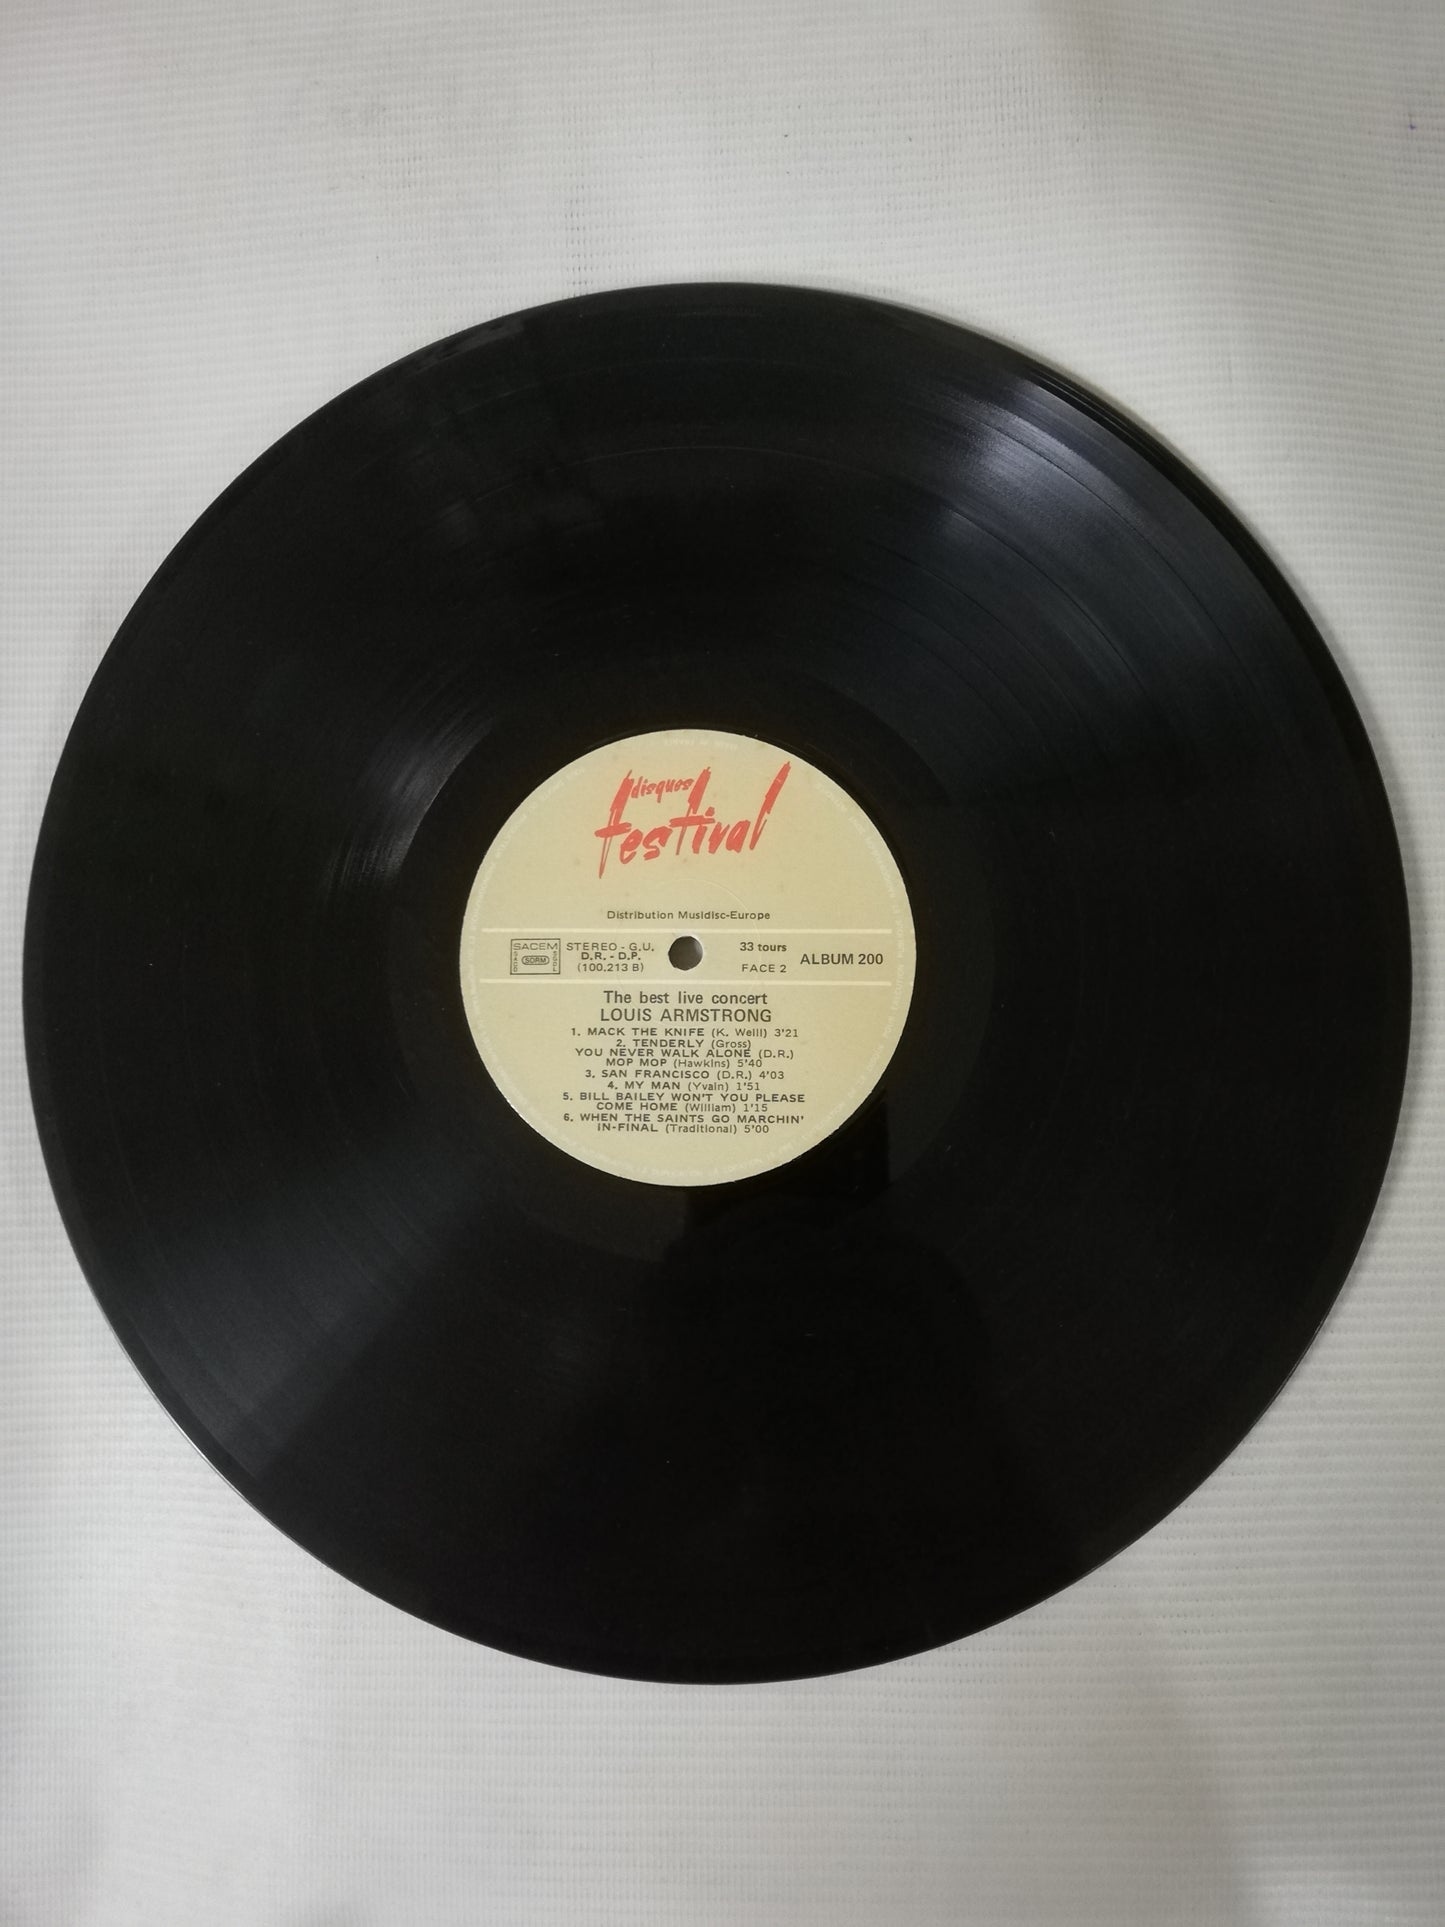 disques
festival
Distribution Musidisc-Europe
SACEM
SACD SDRM SGDL
STEREO - G.U.
D.R. - D.P.
(100.213 B)
33 tours
FACE 2
ALBUM 200
The best live concert
LOUIS ARMSTRONG
1. MACK THE KNIFE (K. Weill) 3'21
2. TENDERLY (Gross)
YOU NEVER WALK ALONE (D.R.)
MOP MOP (Hawkins) 5'40
3. SAN FRANCISCO (D.R.) 4'03
4. MY MAN (Yvain) 1'51
5. BILL BAILEY WON'T YOU PLEASE
COME HOME (William) 1'15
6. WHEN THE SAINTS GO MARCHIN'
IN-FINAL (Traditional) 5'00